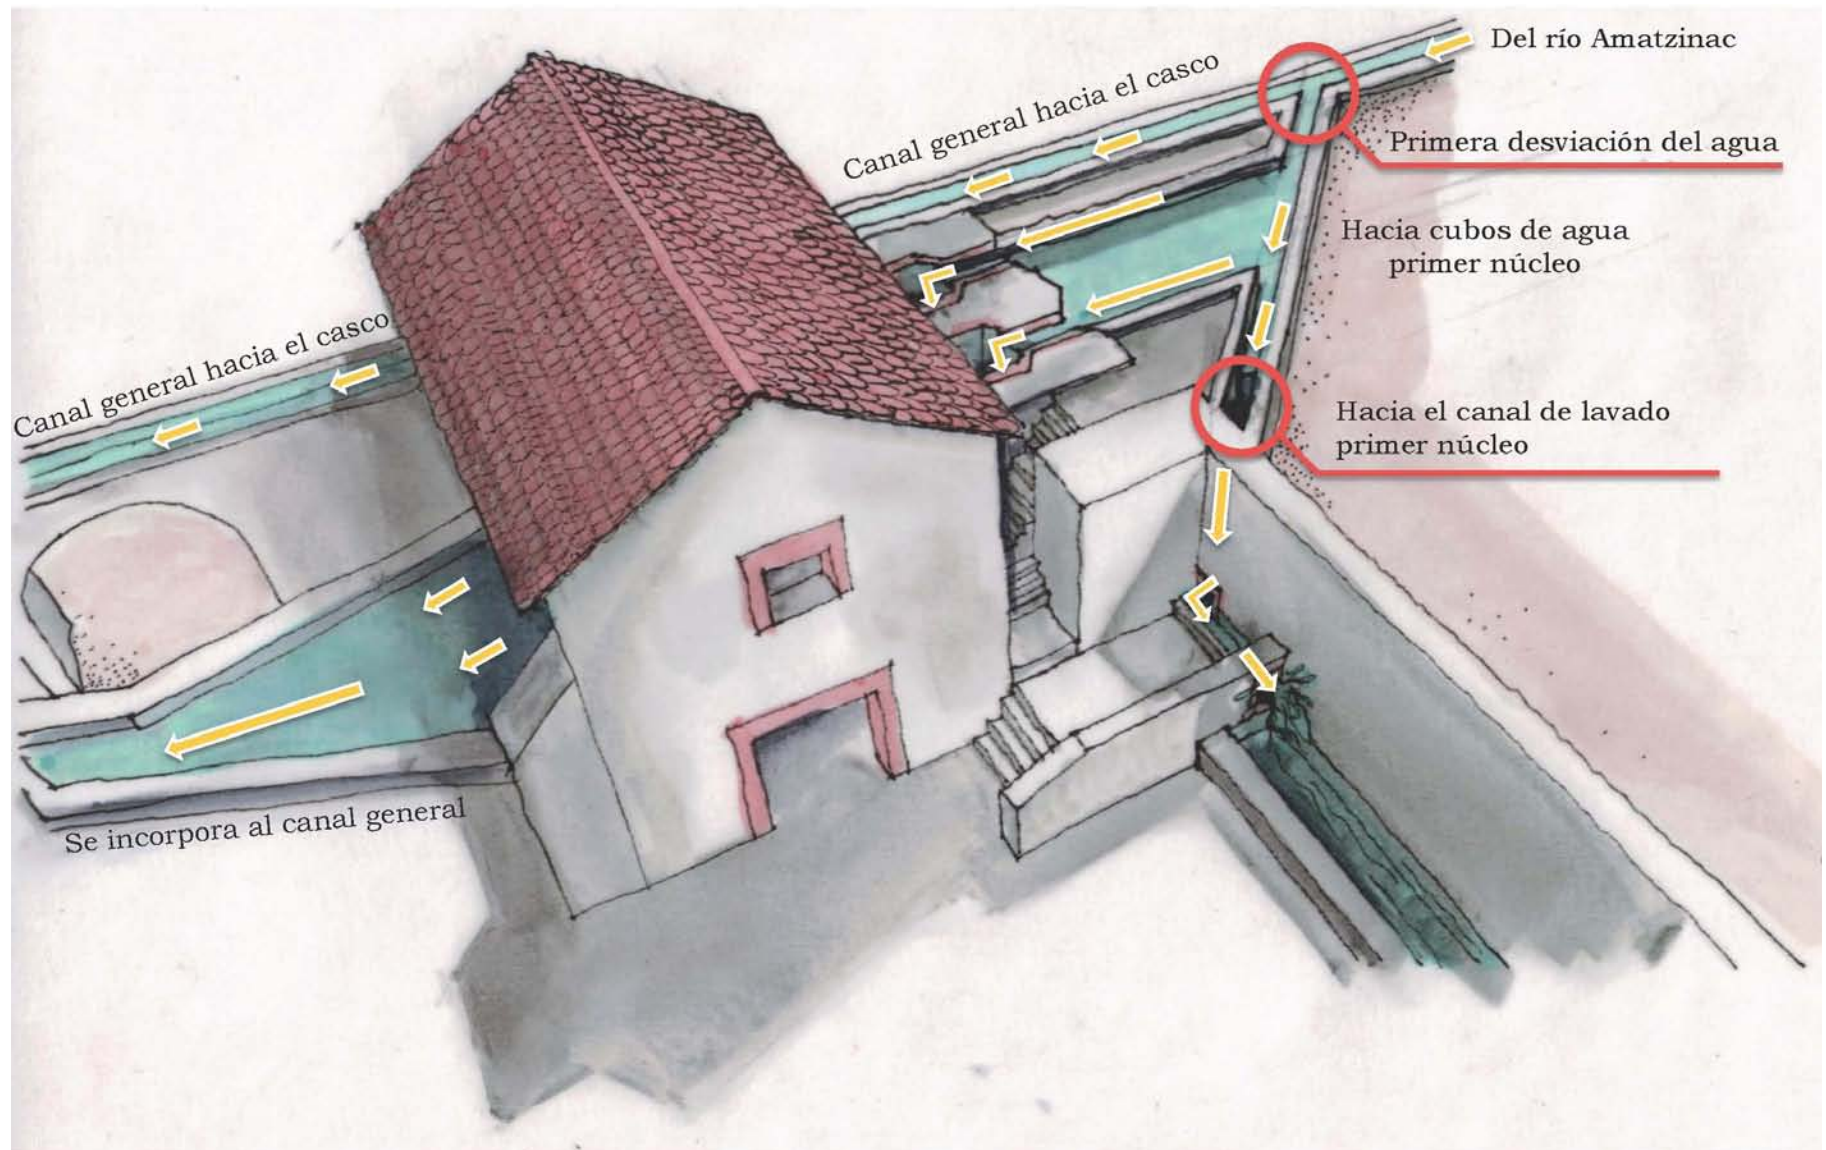 Del río Amatzinac
Canal general hacia el casco
Primera desviación del agua
Hacia cubos de agua
primer núcleo
Canal general hacia el casco
Hacia el canal de lavado
primer núcleo
Se incorpora al canal general